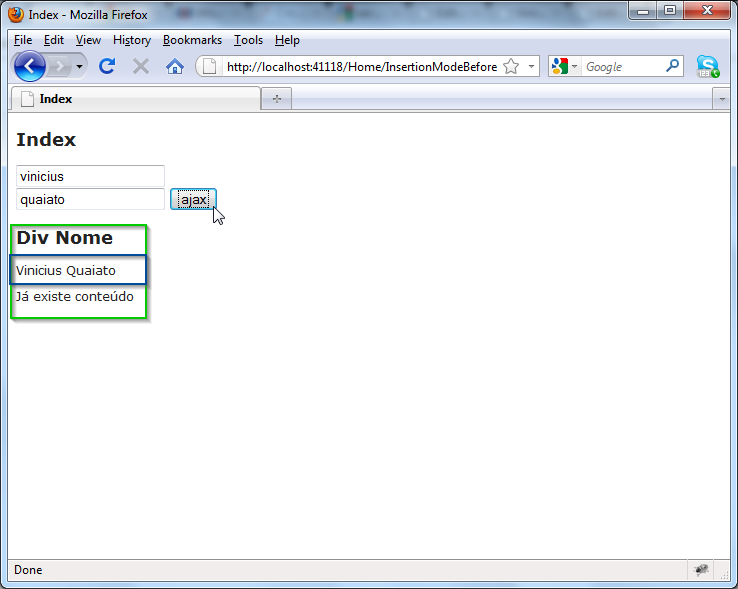 Index - Mozilla Firefox
File Edit View History Bookmarks Tools Help
http://localhost:41118/Home/InsertionModeBefore
Google
Index
Index
vinicius
quaiato ajax
Div Nome
Vinicius Quaiato
Já existe conteúdo
Done